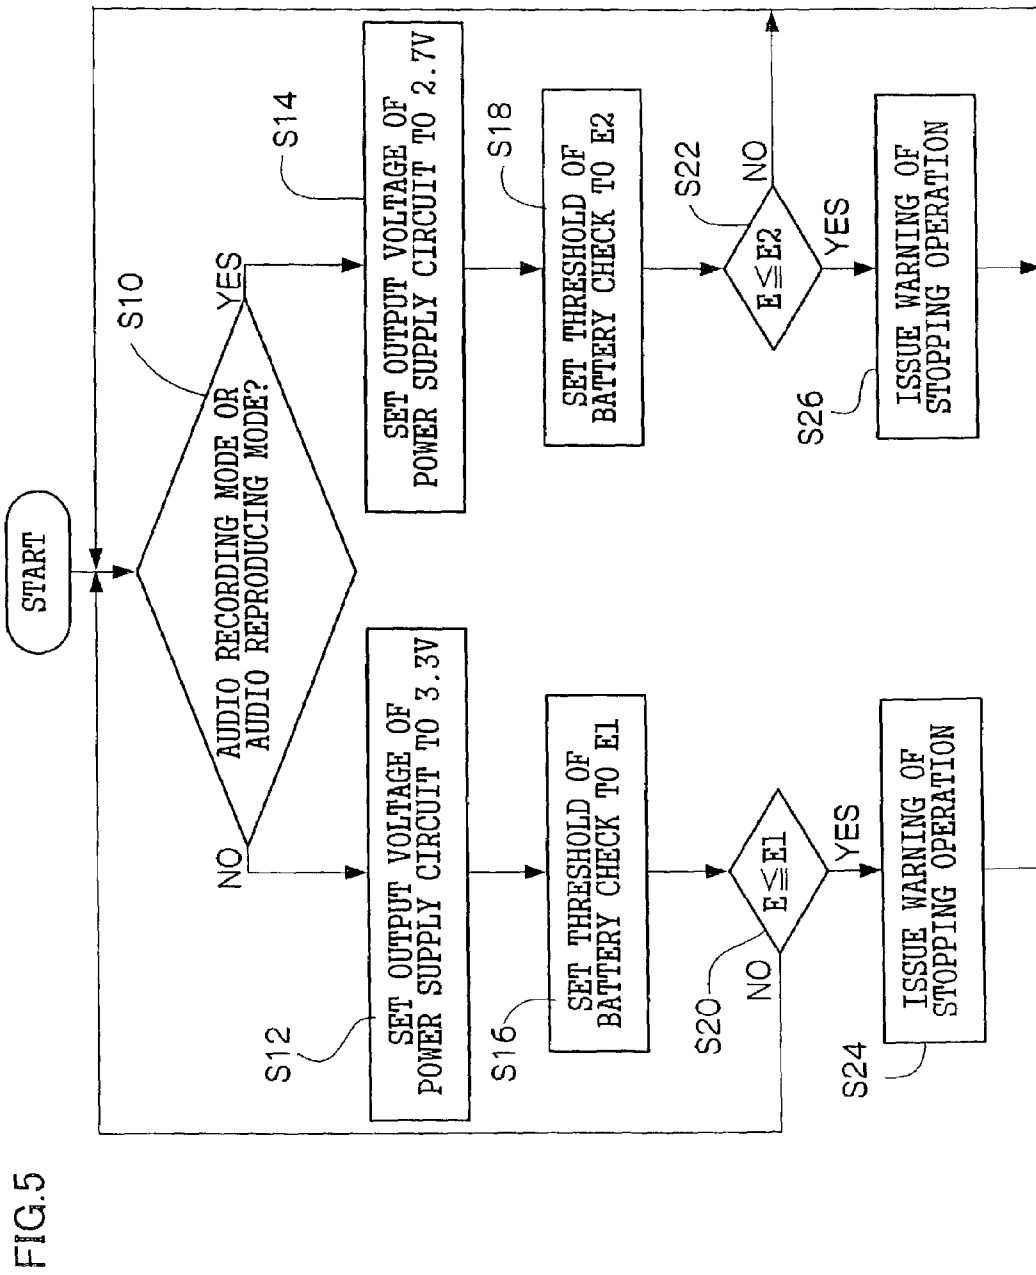 FIG.5
START
S10
AUDIO RECORDING MODE OR
AUDIO REPRODUCING MODE?
NO
YES
S12
SET OUTPUT VOLTAGE OF
POWER SUPPLY CIRCUIT TO 3.3V
S14
SET OUTPUT VOLTAGE OF
POWER SUPPLY CIRCUIT TO 2.7V
S16
SET THRESHOLD OF
BATTERY CHECK TO E1
S18
SET THRESHOLD OF
BATTERY CHECK TO E2
S20
E≦E1
NO
YES
S22
E≦E2
NO
YES
S24
ISSUE WARNING OF
STOPPING OPERATION
S26
ISSUE WARNING OF
STOPPING OPERATION